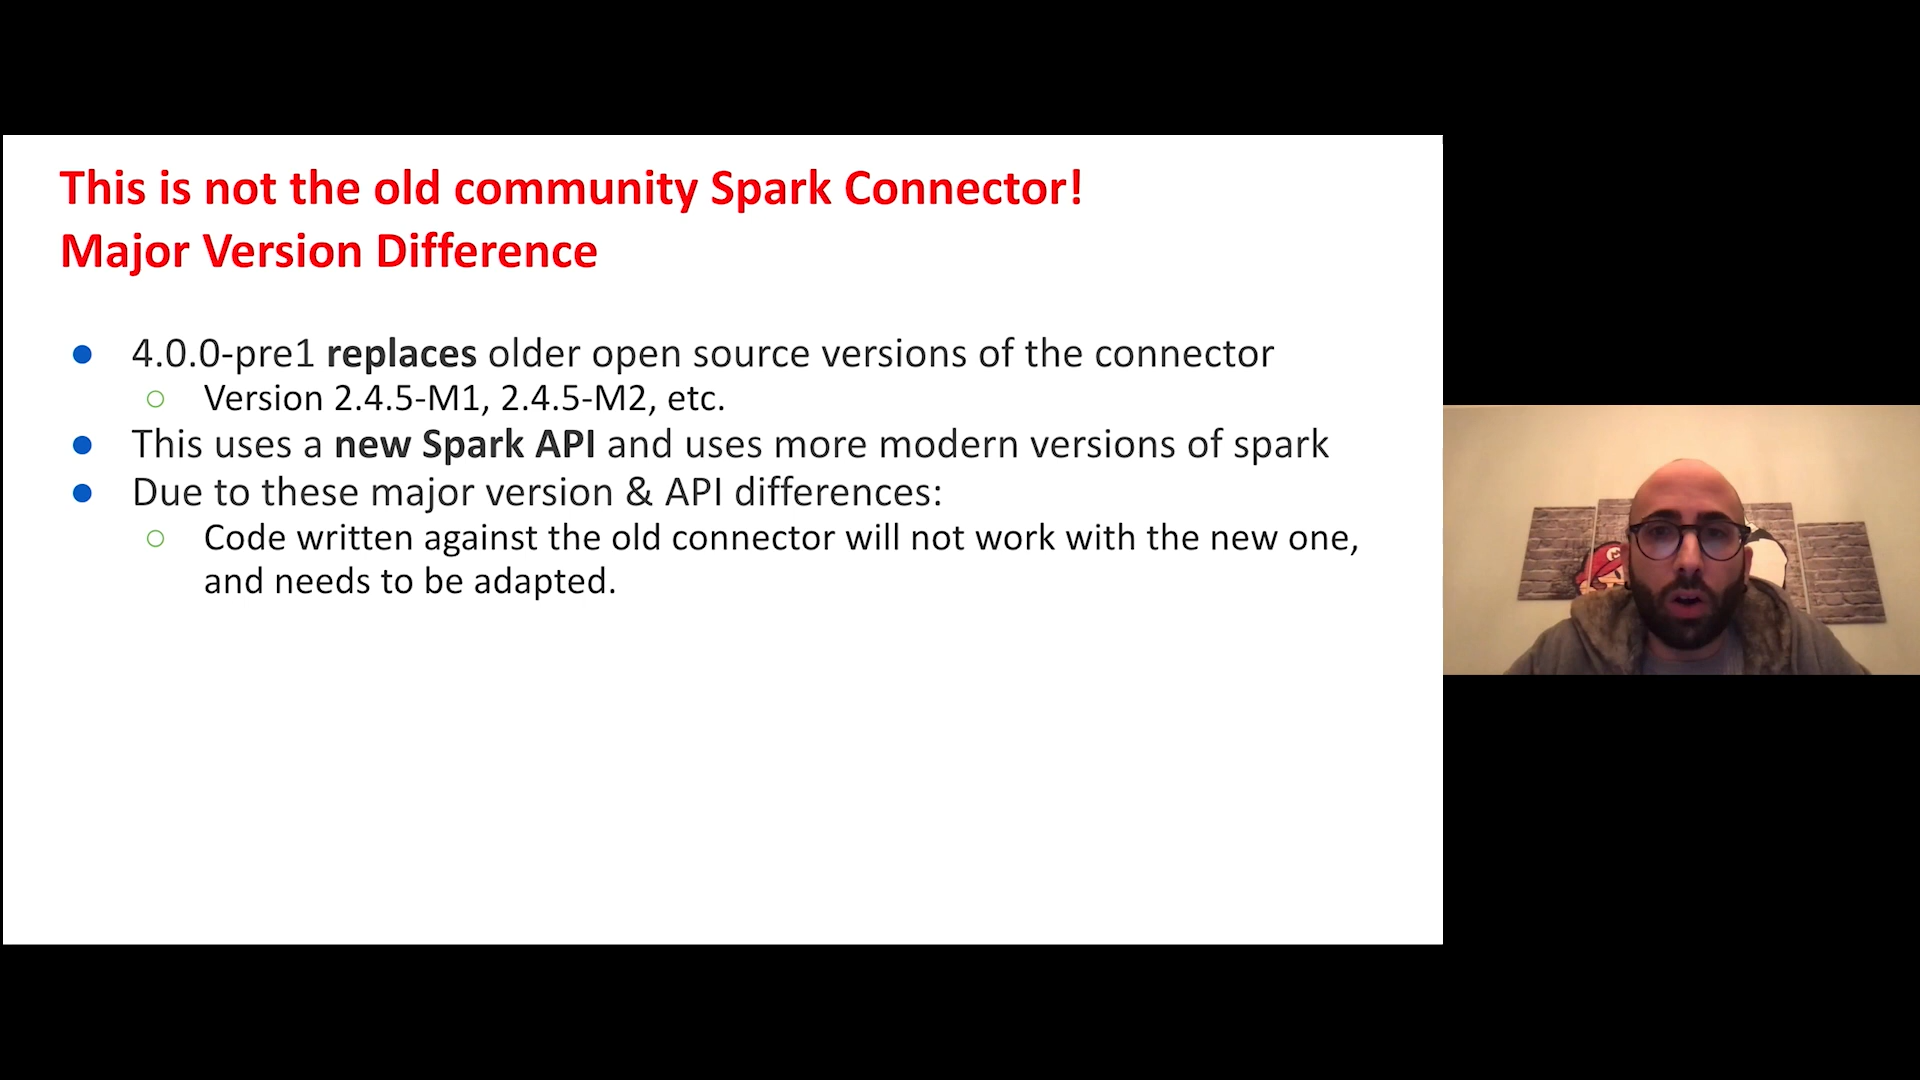 This is not the old community Spark Connector!
Major Version Difference
● 4.0.0-pre1 replaces older open source versions of the connector
○ Version 2.4.5-M1, 2.4.5-M2, etc.
● This uses a new Spark API and uses more modern versions of spark
● Due to these major version & API differences:
○ Code written against the old connector will not work with the new one,
and needs to be adapted.